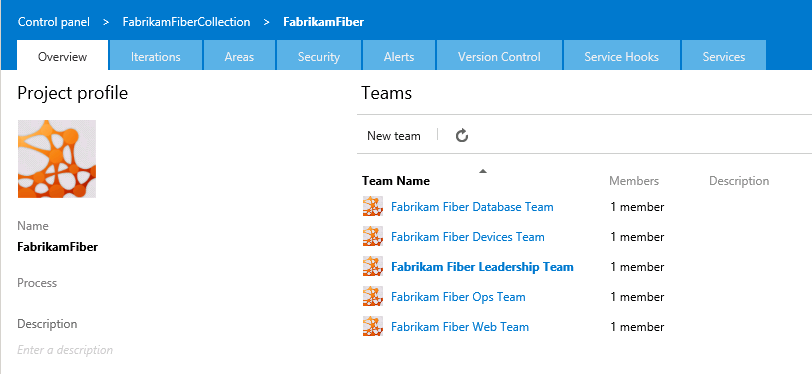 Control panel > FabrikamFiberCollection > FabrikamFiber
Overview Iterations Areas Security Alerts Version Control Service Hooks Services
Project profile
Name
FabrikamFiber
Process
Description
Enter a description
Teams
New team
Team Name Members Description
Fabrikam Fiber Database Team 1 member
Fabrikam Fiber Devices Team 1 member
Fabrikam Fiber Leadership Team 1 member
Fabrikam Fiber Ops Team 1 member
Fabrikam Fiber Web Team 1 member